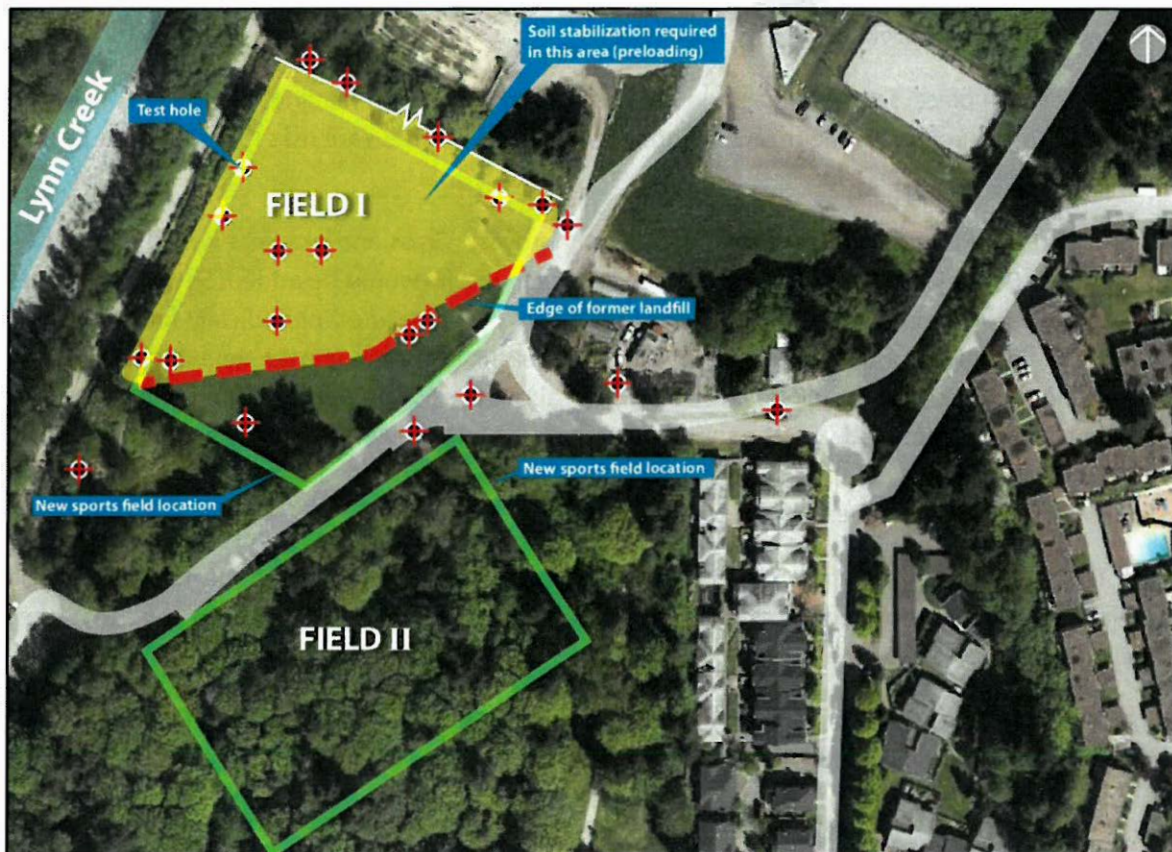 Soil stabilization required
in this area (preloading)
Lynn Creek
Test hole
FIELD I
Edge of former landfill
New sports field location
New sports field location
FIELD II